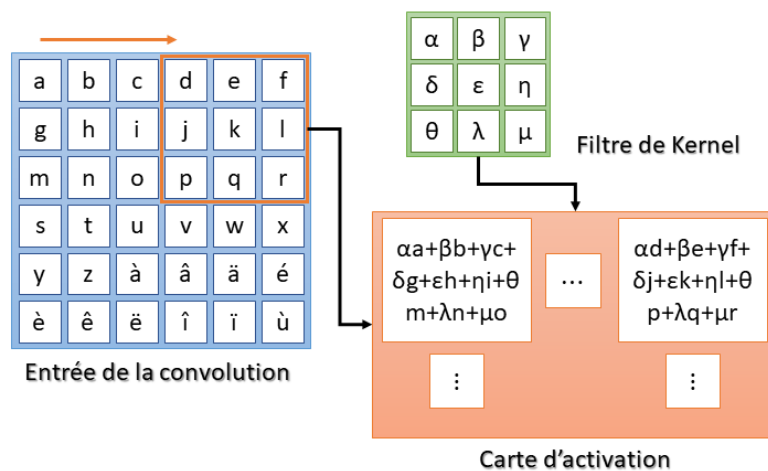 a b c d e f
g h i j k l
m n o p q r
s t u v w x
y z à â ä é
è ê ë î ï ù
Entrée de la convolution
α β γ
δ ε η
θ λ μ
Filtre de Kernel
αa+βb+γc+
δg+εh+ηi+θ
m+λn+μo
...
αd+βe+γf+
δj+εk+ηl+θ
p+λq+μr
⋮
⋮
Carte d'activation